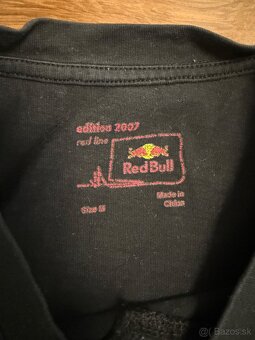 edition 2007
red line
Red Bull
Size M
Made in
China
Bazos.sk